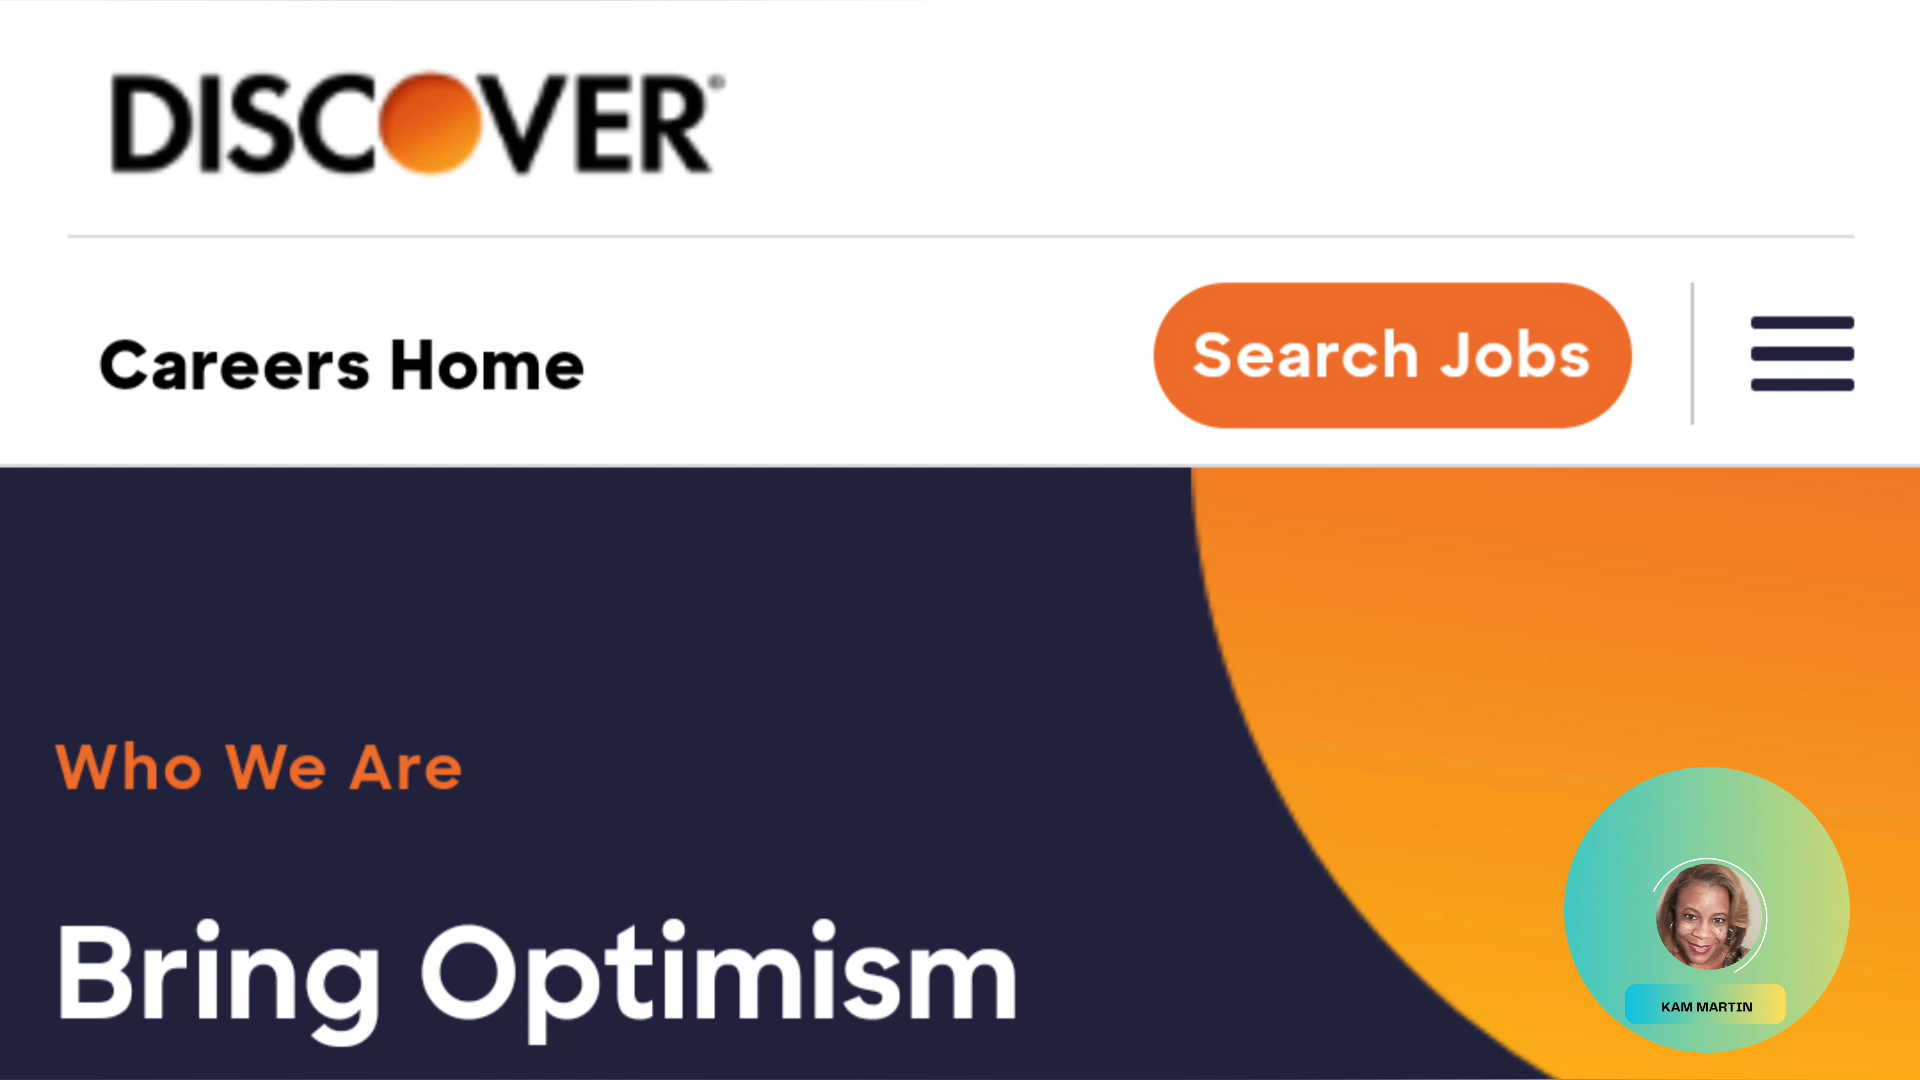 DISCOVER
Careers Home
Search Jobs
Who We Are
Bring Optimism
KAM MARTIN